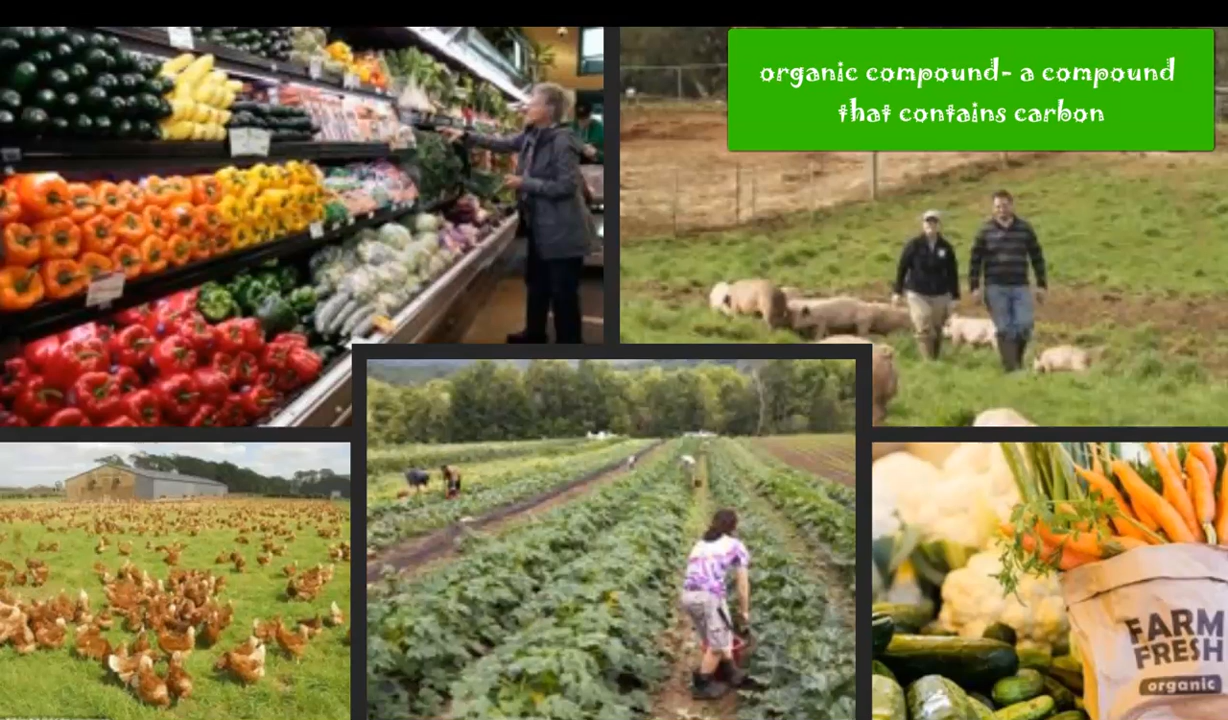 organic compound- a compound
that contains carbon
FARM
FRESH
organic